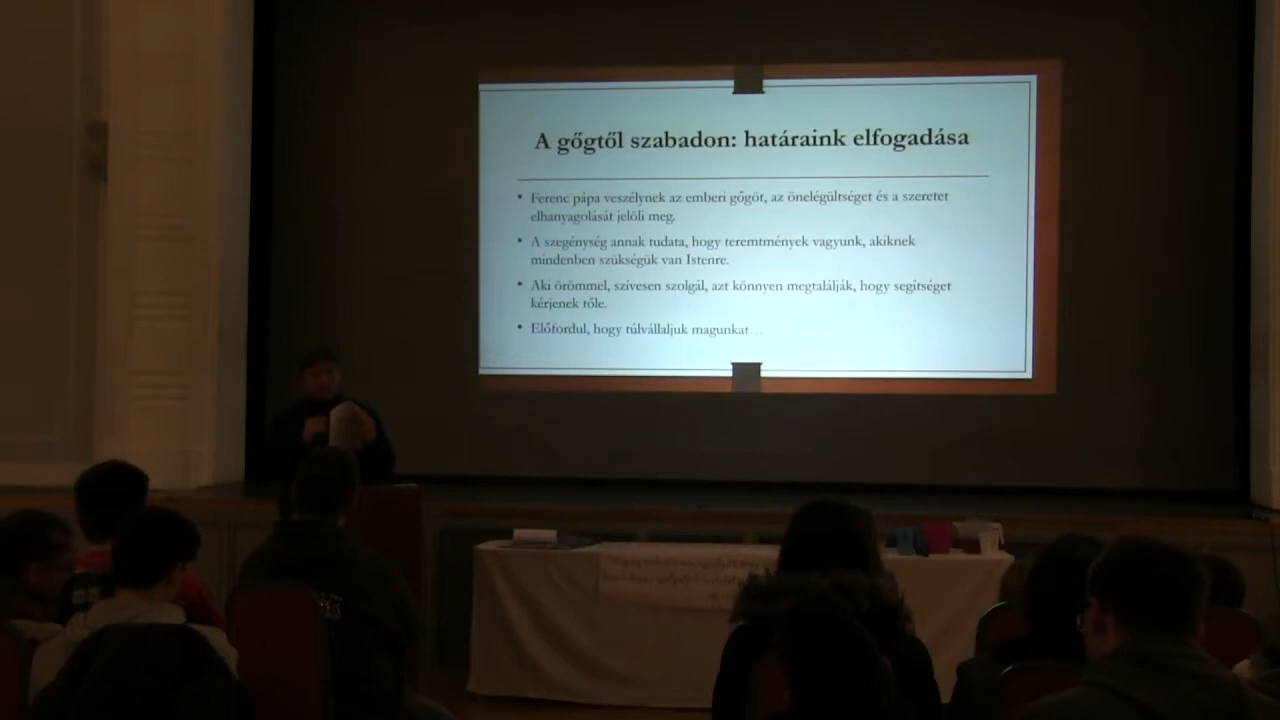 A gőgtől szabadon: határaink elfogadása
• Ferenc pápa veszélynek az emberi gőgöt, az önelégültséget és a szeretet
elhanyagolását jelöli meg.
• A szegénység annak tudata, hogy teremtmények vagyunk, akiknek
mindenben szükségük van Istenre.
• Aki örömmel, szívesen szolgál, azt könnyen megtalálják, hogy segítséget
kérjenek tőle.
• Előfordul, hogy túlvállaljuk magunkat…